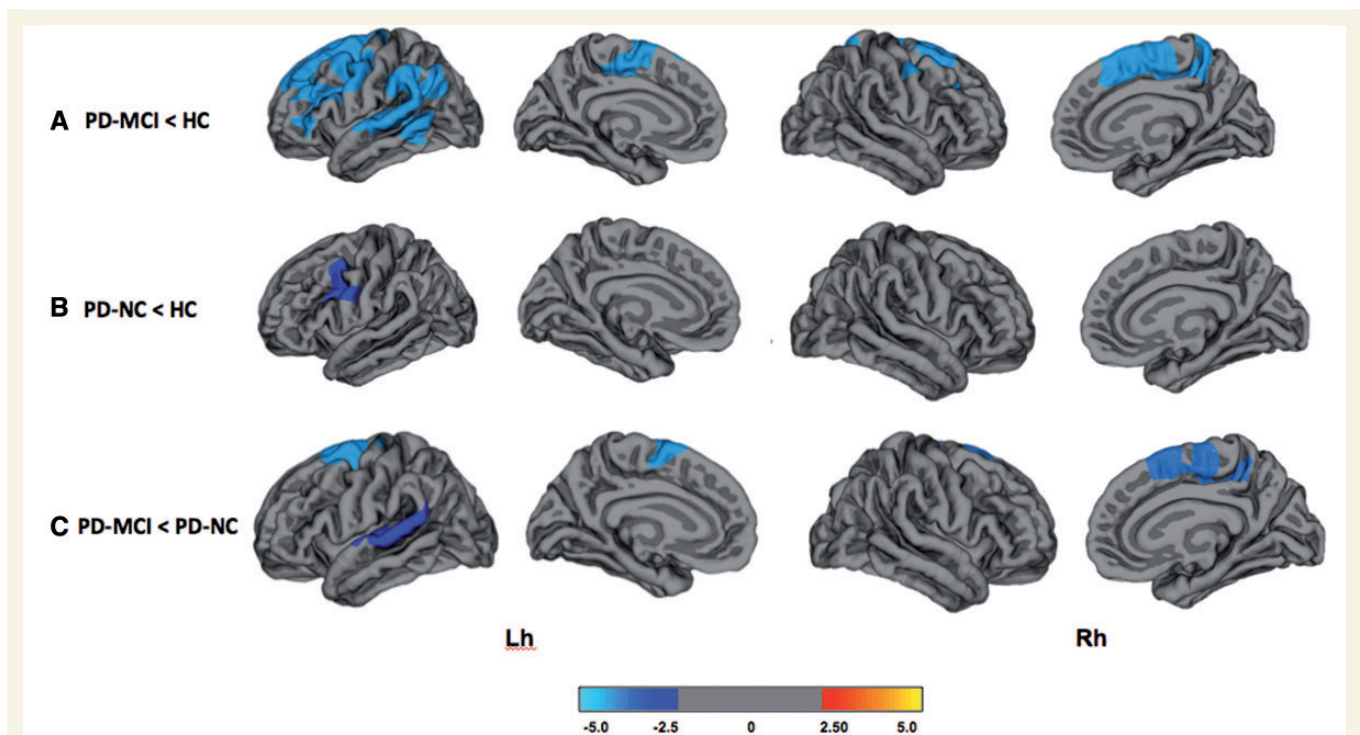 A PD-MCI < HC
B PD-NC < HC
C PD-MCI < PD-NC
Lh Rh
-5.0 -2.5 0 2.50 5.0